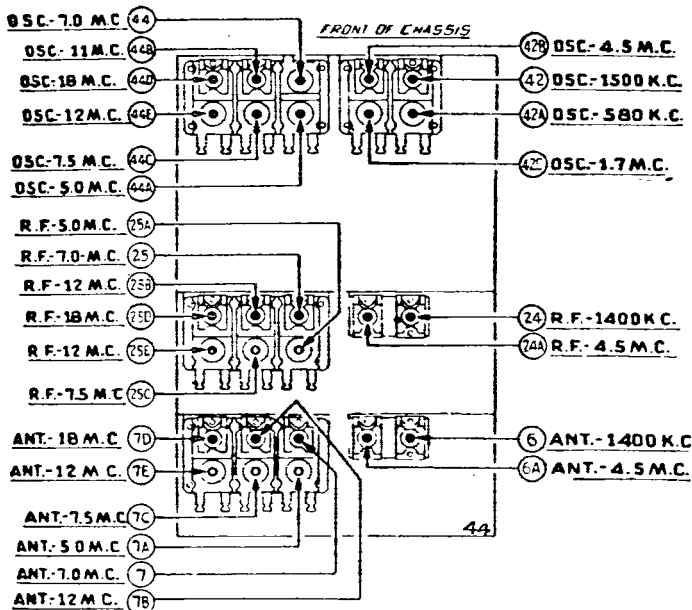 OSC.-7.0 M.C. 44
FRONT OF CHASSIS
OSC.-11 M.C. 44B
42B OSC.-4.5 M.C.
OSC.-18 M.C. 44D
42 OSC.-1500 K.C.
OSC.-12 M.C. 44E
42A OSC.-580 K.C.
OSC.-7.5 M.C. 44C
42C OSC.-1.7 M.C.
OSC.-5.0 M.C. 44A
R.F.-5.0 M.C. 25A
R.F.-7.0-M.C. 25
R.F.-12 M.C. 25B
R.F.-18 M.C. 25D
24 R.F.-1400 K C.
R.F.-12 M.C. 25E
24A R.F.-4.5 M.C.
R.F.-7.5 M.C 25C
ANT.-18 M.C 7D
6 ANT.-1400 K.C
ANT.-12 M C 7E
6A ANT.-4.5 M.C.
ANT.-7.5 M.C 7C
44
ANT.-5.0 M.C 7A
ANT.-7.0 M.C. 7
ANT.-12 M.C. 7B